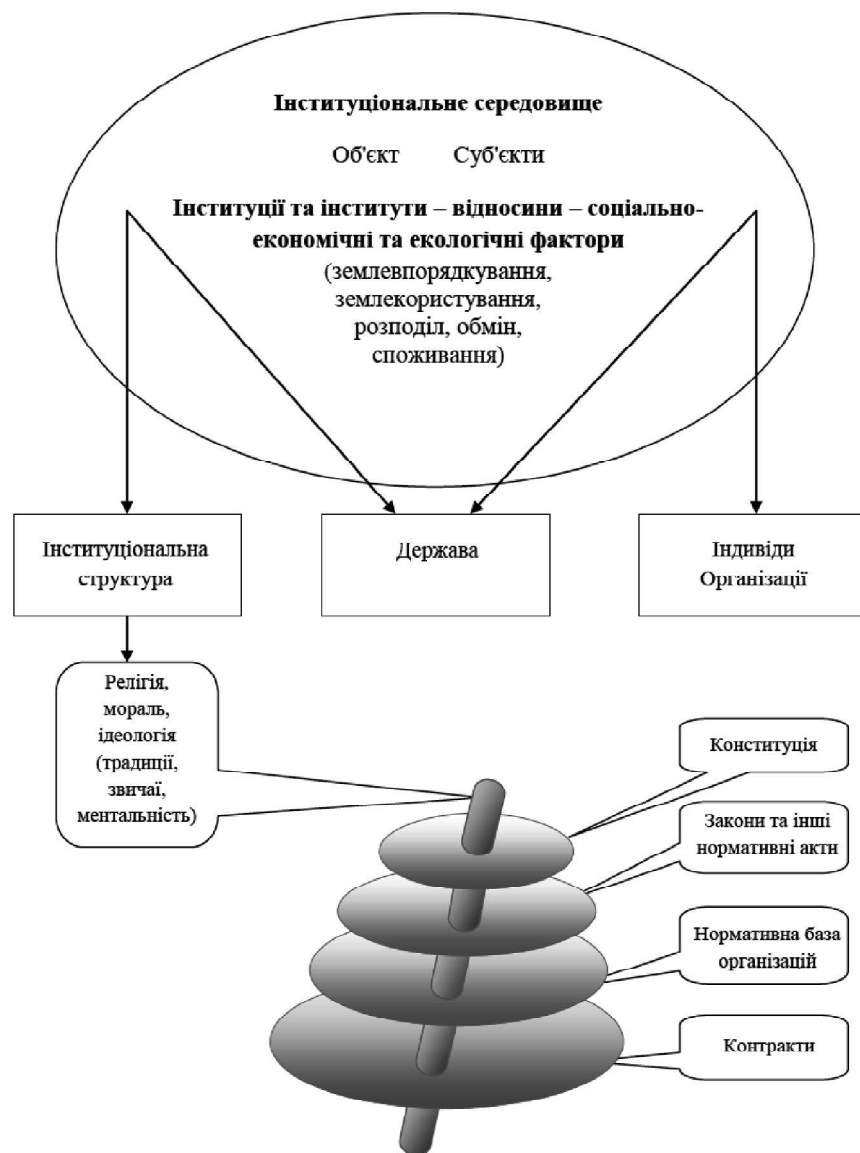 Інституціональне середовище
Об'єкт Суб'єкти
Інституції та інститути – відносини – соціально-
економічні та екологічні фактори
(землевпорядкування,
землекористування,
розподіл, обмін,
споживання)
Інституціональна
структура
Держава
Індивіди
Організації
Релігія,
мораль,
ідеологія
(традиції,
звичаї,
ментальність)
Конституція
Закони та інші
нормативні акти
Нормативна база
організацій
Контракти